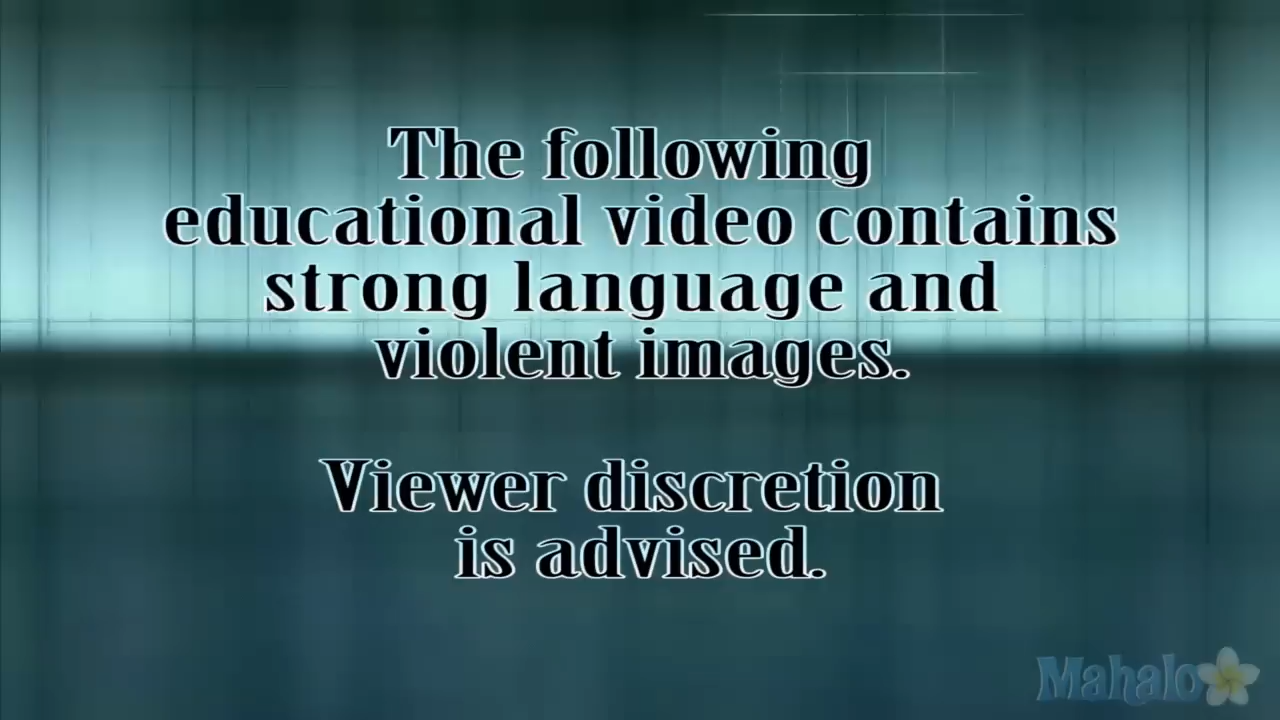 The following
educational video contains
strong language and
violent images.
Viewer discretion
is advised.
Mahalo